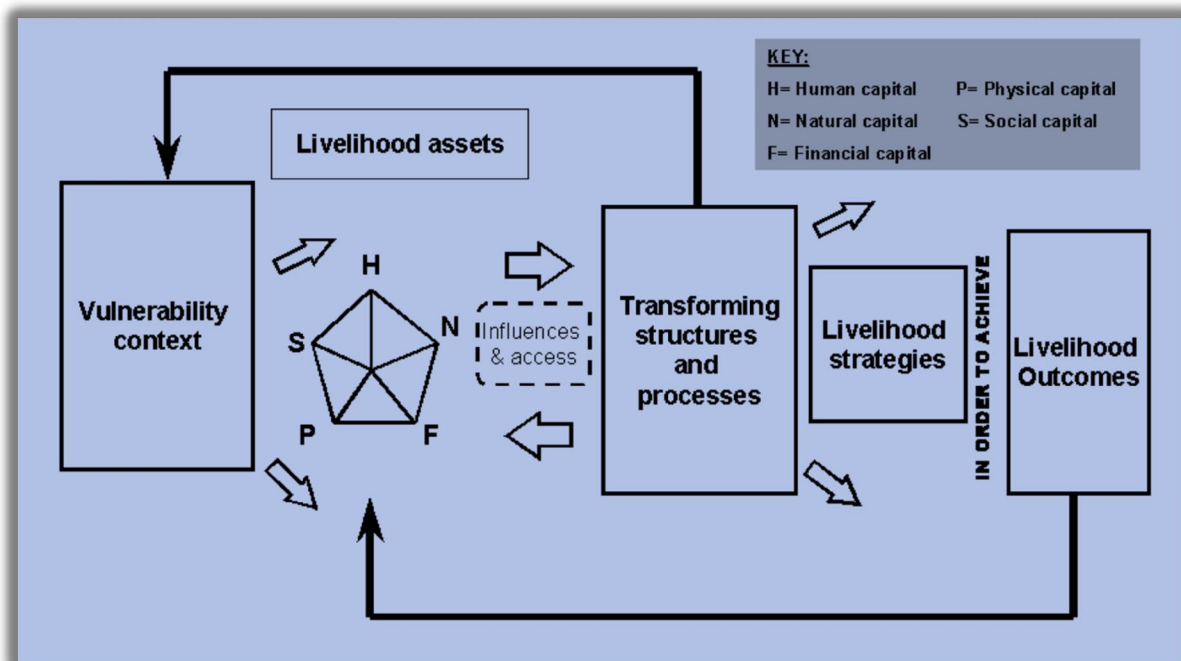 KEY:
H= Human capital P= Physical capital
N= Natural capital S= Social capital
F= Financial capital
Livelihood assets
Vulnerability
context
H
S
N
P
F
Influences
& access
Transforming
structures
and
processes
Livelihood
strategies
IN ORDER TO ACHIEVE
Livelihood
Outcomes